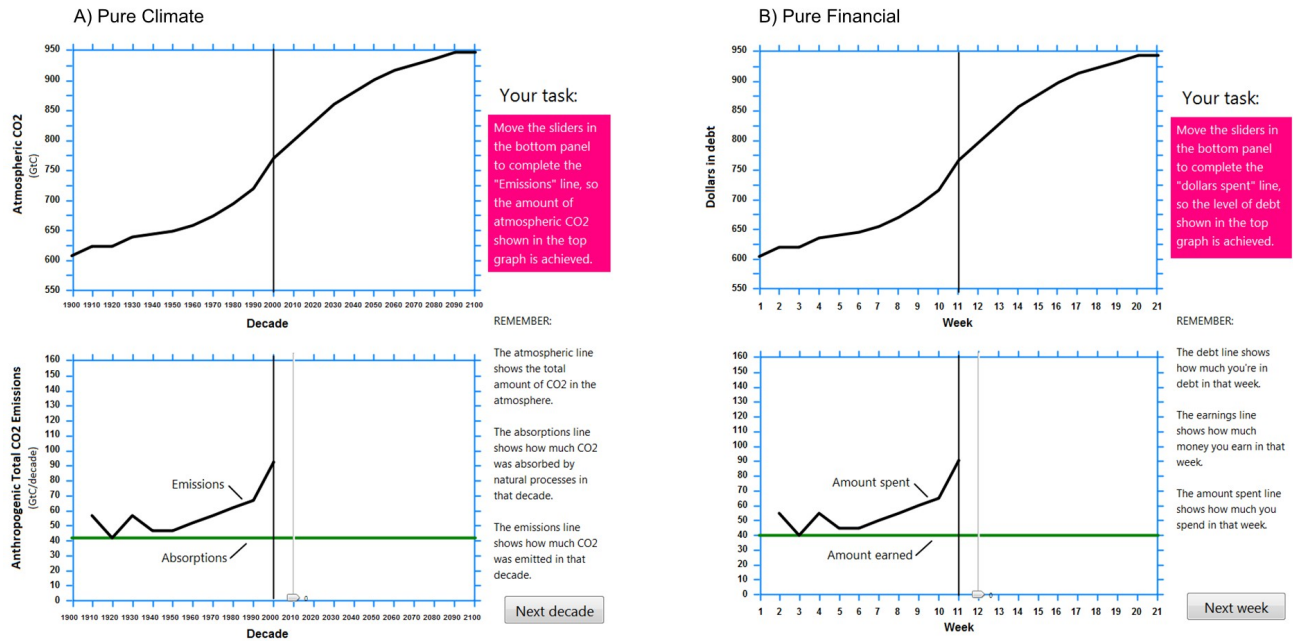 A) Pure Climate
950
900
850
800
750
700
650
600
550
Atmospheric CO2
(GtC)
1900 1910 1920 1930 1940 1950 1960 1970 1980 1990 2000 2010 2020 2030 2040 2050 2060 2070 2080 2090 2100
Decade
Your task:
Move the sliders in
the bottom panel
to complete the
"Emissions" line, so
the amount of
atmospheric CO2
shown in the top
graph is achieved.
160
150
140
130
120
110
100
90
80
70
60
50
40
30
20
10
0
Anthropogenic Total CO2 Emissions
(GtC/decade)
Emissions
Absorptions
0
1900 1910 1920 1930 1940 1950 1960 1970 1980 1990 2000 2010 2020 2030 2040 2050 2060 2070 2080 2090 2100
Decade
REMEMBER:
The atmospheric line
shows the total
amount of CO2 in the
atmosphere.
The absorptions line
shows how much CO2
was absorbed by
natural processes in
that decade.
The emissions line
shows how much CO2
was emitted in that
decade.
Next decade
B) Pure Financial
950
900
850
800
750
700
650
600
550
Dollars in debt
1 2 3 4 5 6 7 8 9 10 11 12 13 14 15 16 17 18 19 20 21
Week
Your task:
Move the sliders in
the bottom panel
to complete the
"dollars spent" line,
so the level of debt
shown in the top
graph is achieved.
160
150
140
130
120
110
100
90
80
70
60
50
40
30
20
10
0
Amount spent
Amount earned
0
1 2 3 4 5 6 7 8 9 10 11 12 13 14 15 16 17 18 19 20 21
Week
REMEMBER:
The debt line shows
how much you're in
debt in that week.
The earnings line
shows how much
money you earn in that
week.
The amount spent line
shows how much you
spend in that week.
Next week